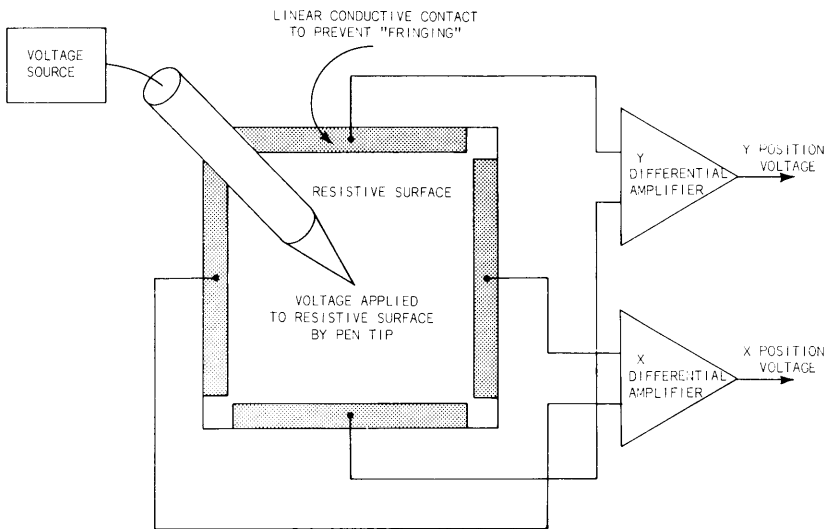 LINEAR CONDUCTIVE CONTACT
TO PREVENT "FRINGING"
VOLTAGE
SOURCE
RESISTIVE SURFACE
VOLTAGE APPLIED
TO RESISTIVE SURFACE
BY PEN TIP
Y
DIFFERENTIAL
AMPLIFIER
Y POSITION
VOLTAGE
X
DIFFERENTIAL
AMPLIFIER
X POSITION
VOLTAGE